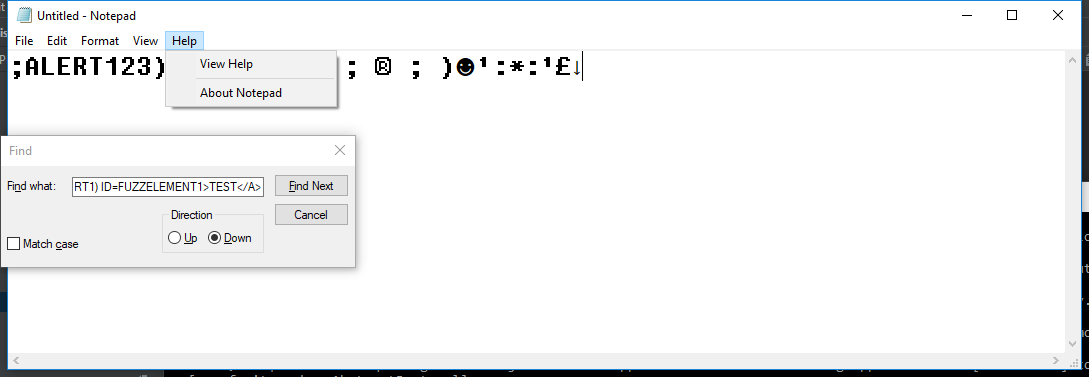 Untitled - Notepad
File Edit Format View Help
;ALERT123) ; ® ; )☻¹:*:¹£↓
View Help
About Notepad
Find
Find what: RT1) ID=FUZZELEMENT1>TEST</A> Find Next
Direction Cancel
Up Down
Match case